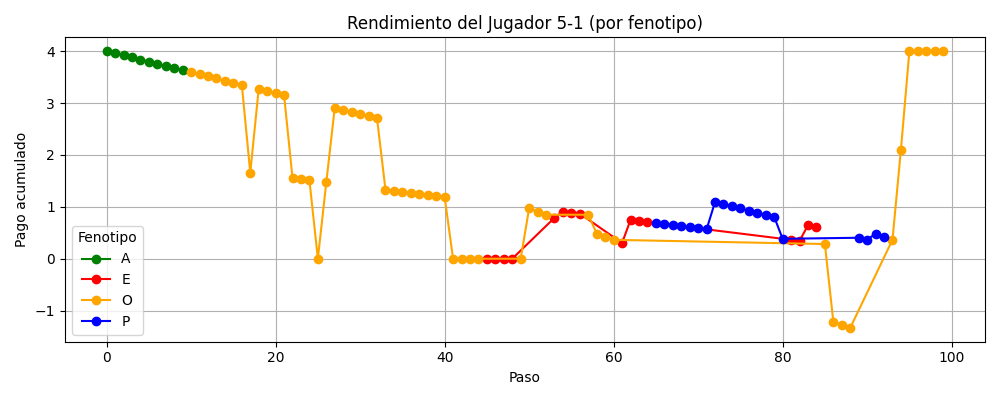 Rendimiento del Jugador 5-1 (por fenotipo)
Pago acumulado
4
3
2
1
0
−1
Fenotipo
A
E
O
P
0 20 40 60 80 100
Paso